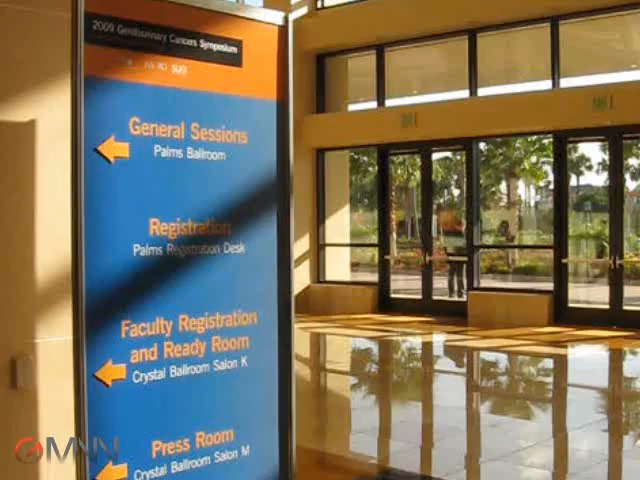 2009 Genitourinary Cancers Symposium
General Sessions
Palms Ballroom
Registration
Palms Registration Desk
Faculty Registration
and Ready Room
Crystal Ballroom Salon K
Press Room
Crystal Ballroom Salon M
MNN